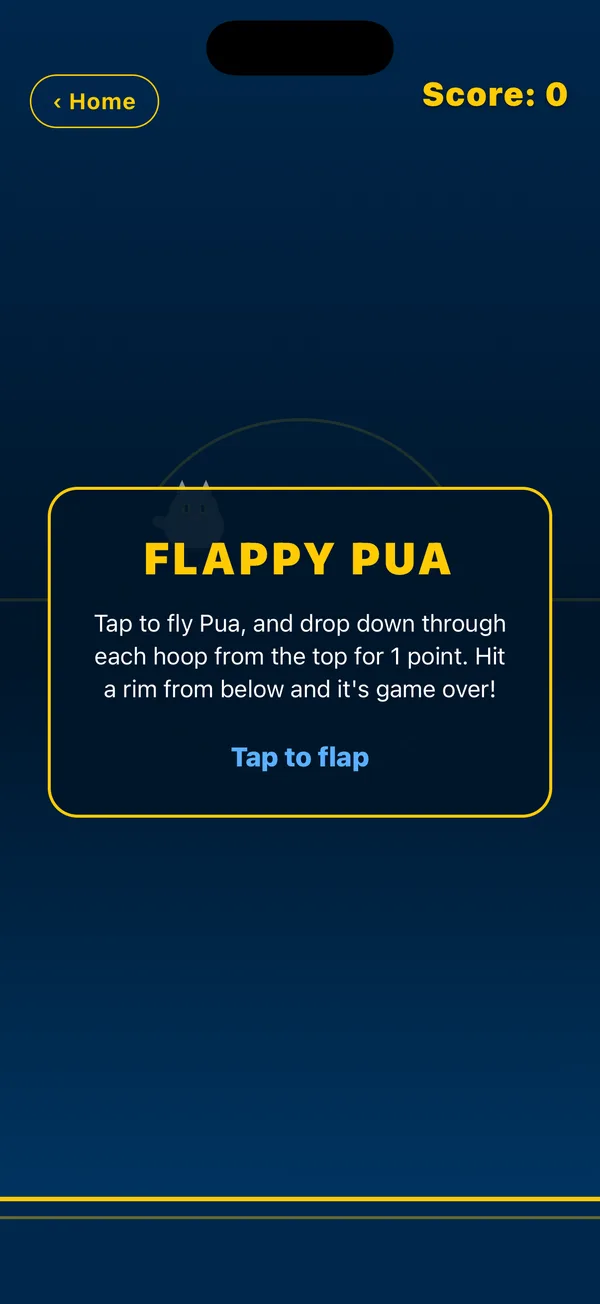 ‹ Home
Score: 0
FLAPPY PUA
Tap to fly Pua, and drop down through
each hoop from the top for 1 point. Hit
a rim from below and it's game over!
Tap to flap